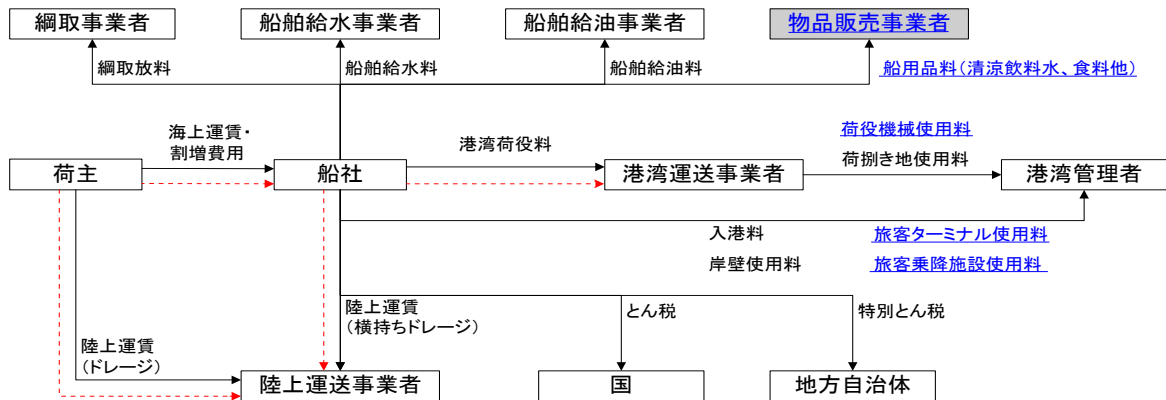 綱取事業者
船舶給水事業者
船舶給油事業者
物品販売事業者
綱取放料
船舶給水料
船舶給油料
船用品料(清涼飲料水、食料他)
海上運賃・
割増費用
港湾荷役料
荷役機械使用料
荷捌き地使用料
荷主
船社
港湾運送事業者
港湾管理者
入港料
旅客ターミナル使用料
岸壁使用料
旅客乗降施設使用料
陸上運賃
(横持ちドレージ)
とん税
特別とん税
陸上運賃
(ドレージ)
陸上運送事業者
国
地方自治体